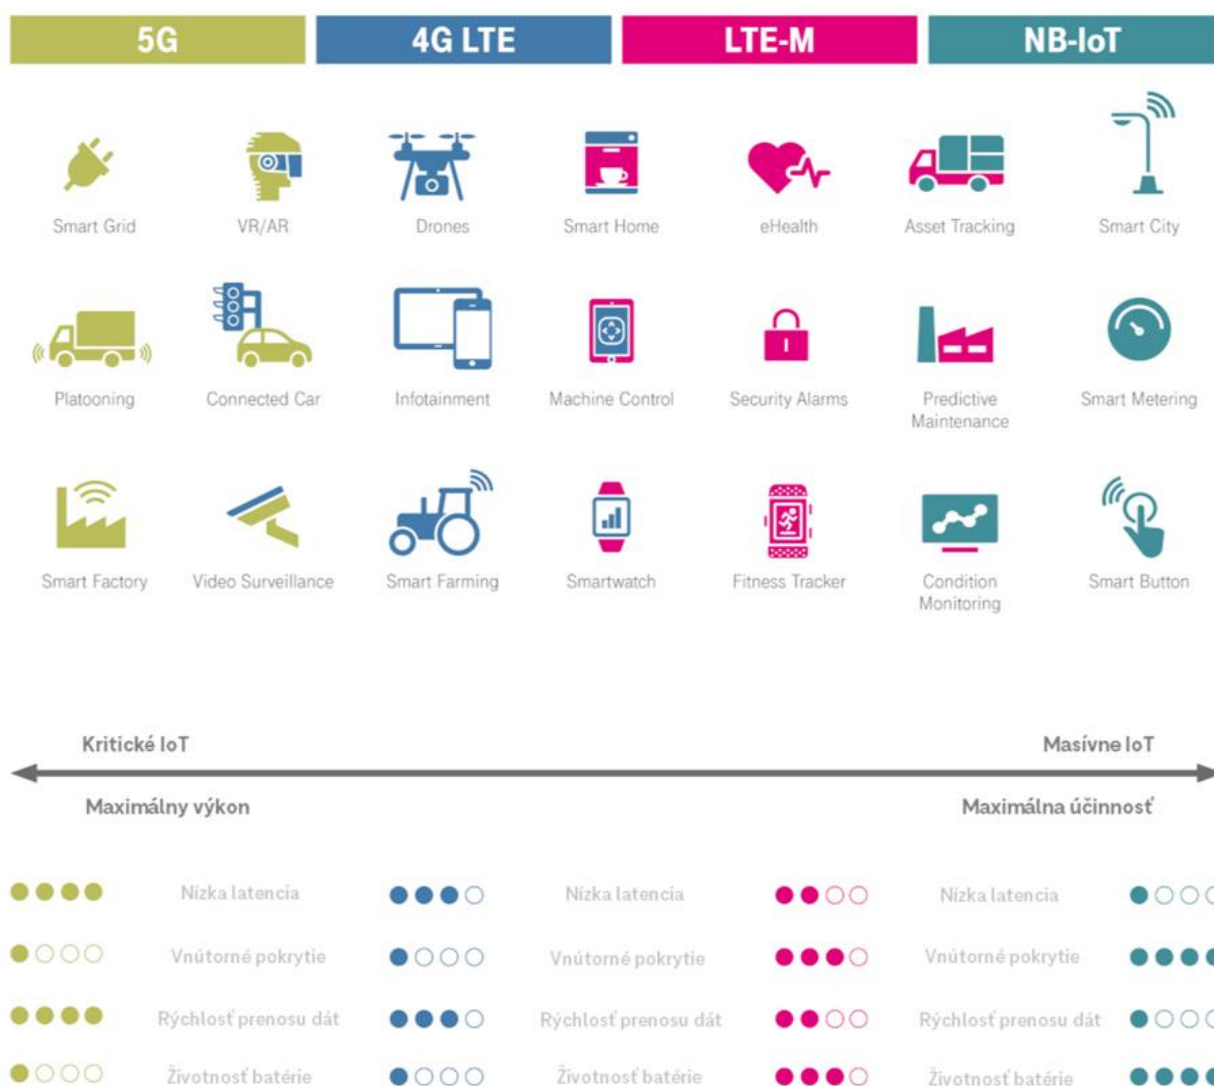 5G
4G LTE
LTE-M
NB-IoT
Smart Grid
VR/AR
Drones
Smart Home
eHealth
Asset Tracking
Smart City
Platooning
Connected Car
Infotainment
Machine Control
Security Alarms
Predictive
Maintenance
Smart Metering
Smart Factory
Video Surveillance
Smart Farming
Smartwatch
Fitness Tracker
Condition
Monitoring
Smart Button
Kritické IoT
Masívne IoT
Maximálny výkon
Maximálna účinnosť
Nízka latencia
Nízka latencia
Nízka latencia
Vnútorné pokrytie
Vnútorné pokrytie
Vnútorné pokrytie
Rýchlosť prenosu dát
Rýchlosť prenosu dát
Rýchlosť prenosu dát
Životnosť batérie
Životnosť batérie
Životnosť batérie